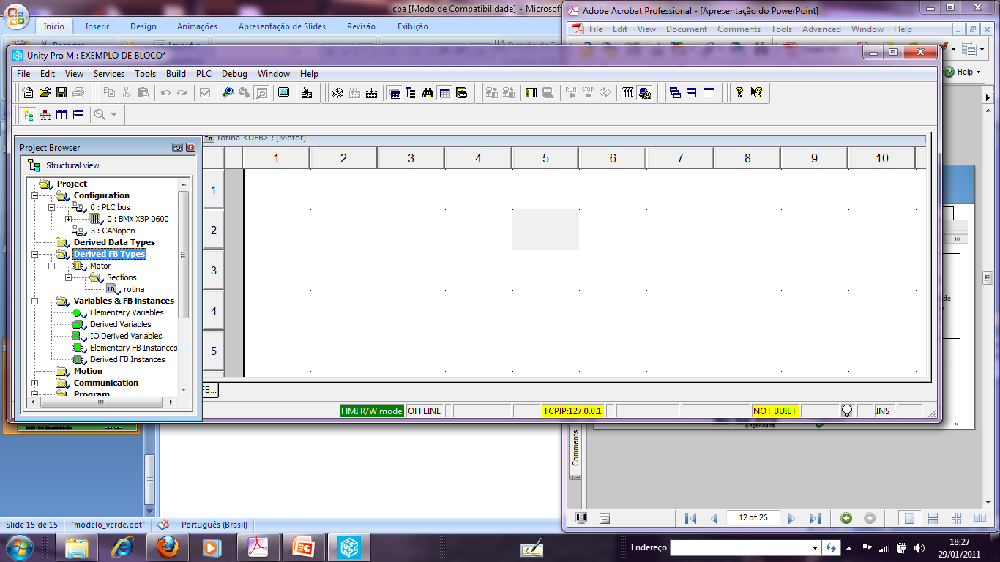 cba [Modo de Compatibilidade] - Microsof
Adobe Acrobat Professional - [Apresentação do PowerPoint]
Início Inserir Design Animações Apresentação de Slides Revisão Exibição
File Edit View Document Comments Tools Advanced Window Help
Unity Pro M : EXEMPLO DE BLOCO*
Help
File Edit View Services Tools Build PLC Debug Window Help
RUN STOP
rotina <DFB> : [Motor]
Project Browser
Structural view
1 2 3 4 5 6 7 8 9 10
1
2
3
4
5
Project
Configuration
0 : PLC bus
0 : BMX XBP 0600
3 : CANopen
Derived Data Types
Derived FB Types
Motor
Sections
LD rotina
Variables & FB instances
Elementary Variables
Derived Variables
IO Derived Variables
Elementary FB Instances
Derived FB Instances
Motion
Communication
Program
FB...
HMI R/W mode OFFLINE TCPIP:127.0.0.1 NOT BUILT INS
10
de
Engenharia
12
Comments
12 of 26
Slide 15 de 15 "modelo_verde.pot" Português (Brasil)
Endereço
18:27
29/01/2011